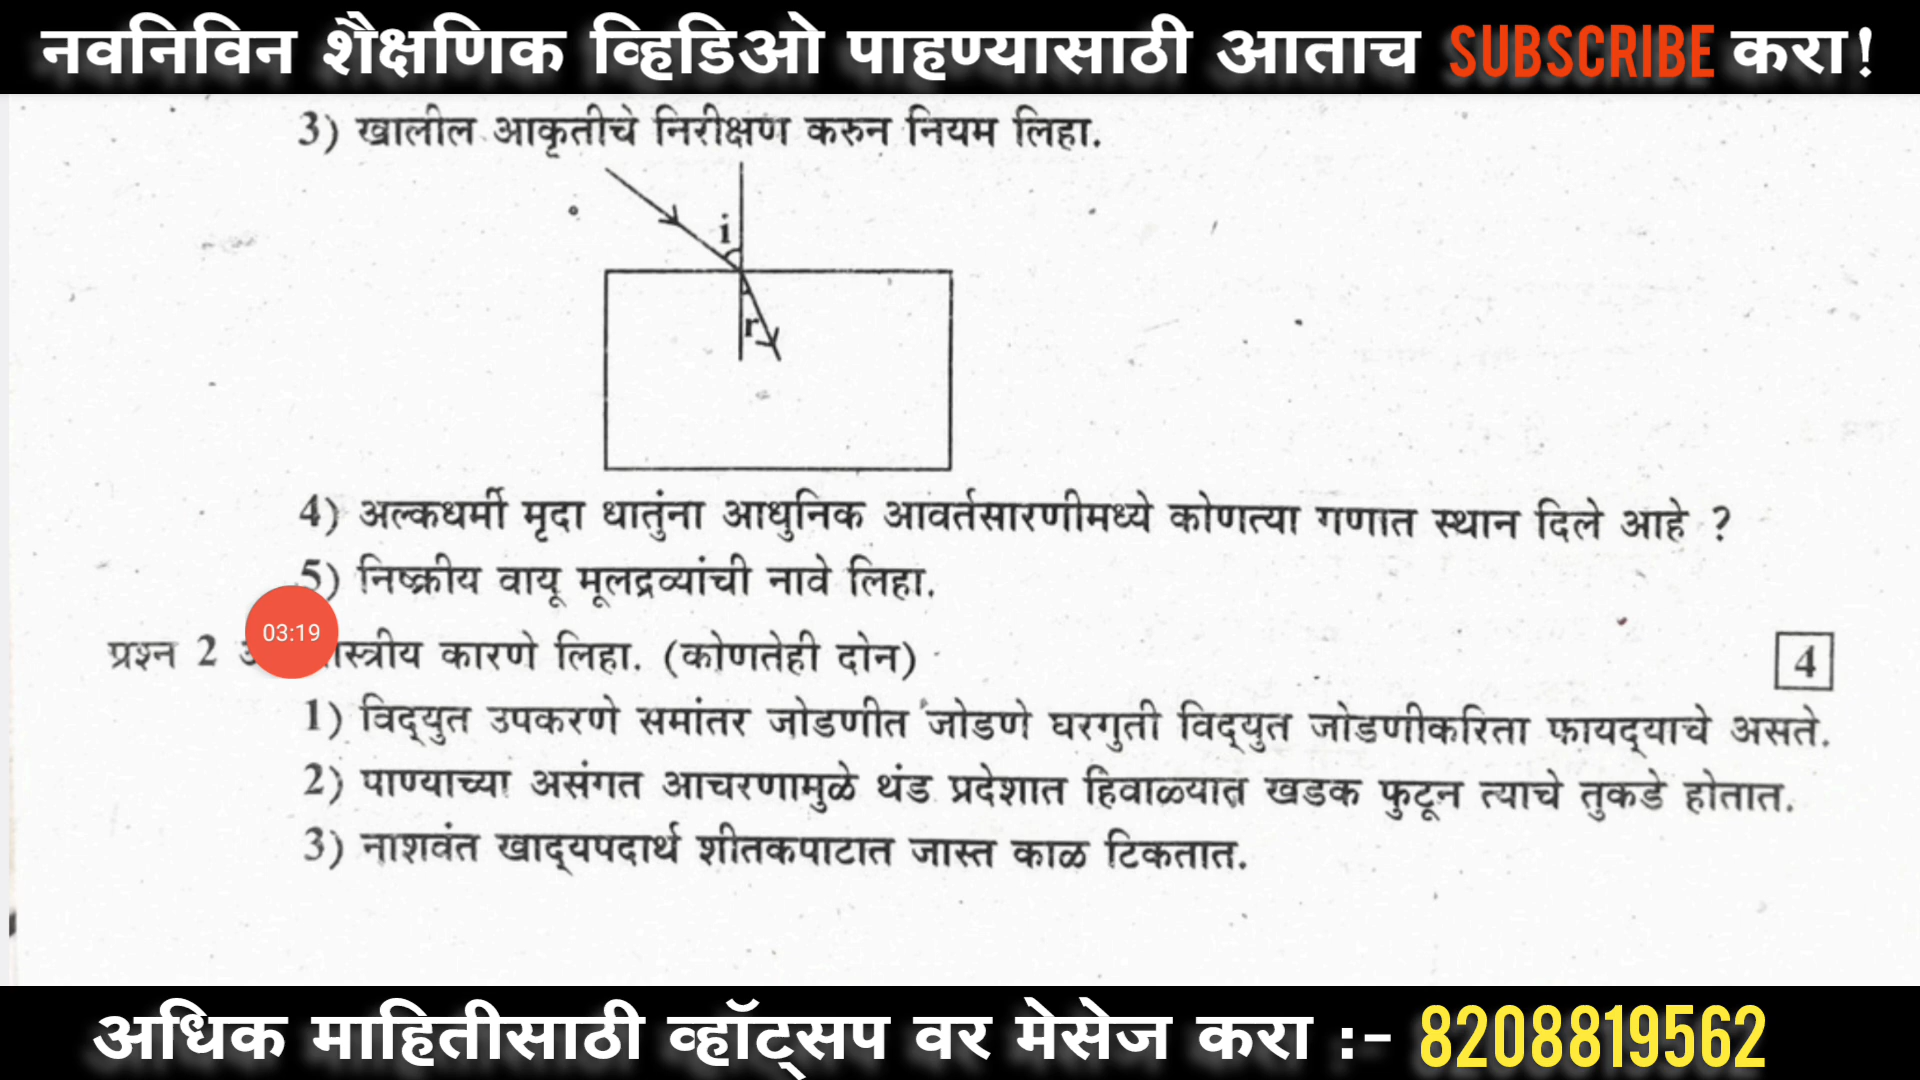 नवनिविन शैक्षणिक व्हिडिओ पाहण्यासाठी आताच SUBSCRIBE करा!
3) खालील आकृतीचे निरीक्षण करुन नियम लिहा.
i
r
4) अल्कधर्मी मृदा धातुंना आधुनिक आवर्तसारणीमध्ये कोणत्या गणात स्थान दिले आहे ?
5) निष्क्रीय वायू मूलद्रव्यांची नावे लिहा.
03:19
प्रश्न 2 कारणे लिहा. (कोणतेही दोन) 4
1) विद्‌युत उपकरणे समांतर जोडणीत जोडणे घरगुती विद्‌युत जोडणीकरिता फायद्‌याचे असते.
2) पाण्याच्या असंगत आचरणामुळे थंड प्रदेशात हिवाळ्यात खडक फुटून त्याचे तुकडे होतात.
3) नाशवंत खाद्‌यपदार्थ शीतकपाटात जास्त काळ टिकतात.
अधिक माहितीसाठी व्हॉट्सप वर मेसेज करा :- 8208819562